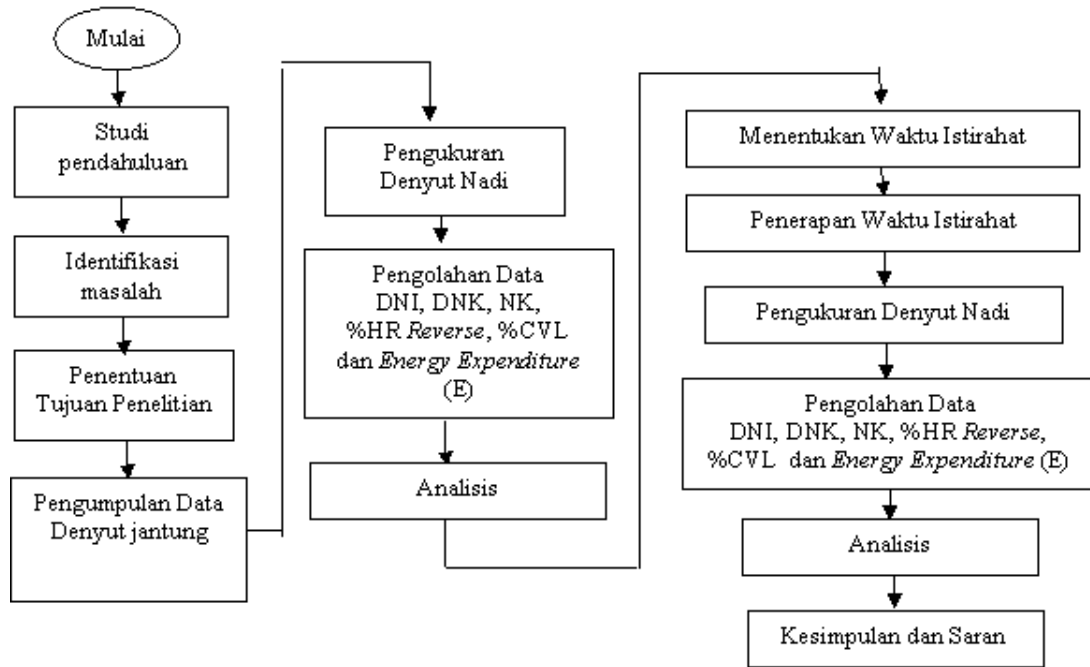 Mulai
Studi
pendahuluan
Identifikasi
masalah
Penentuan
Tujuan Penelitian
Pengumpulan Data
Denyut jantung
Pengukuran
Denyut Nadi
Pengolahan Data
DNI, DNK, NK,
%HR Reverse, %CVL
dan Energy Expenditure
(E)
Analisis
Menentukan Waktu Istirahat
Penerapan Waktu Istirahat
Pengukuran Denyut Nadi
Pengolahan Data
DNI, DNK, NK, %HR Reverse,
%CVL dan Energy Expenditure (E)
Analisis
Kesimpulan dan Saran